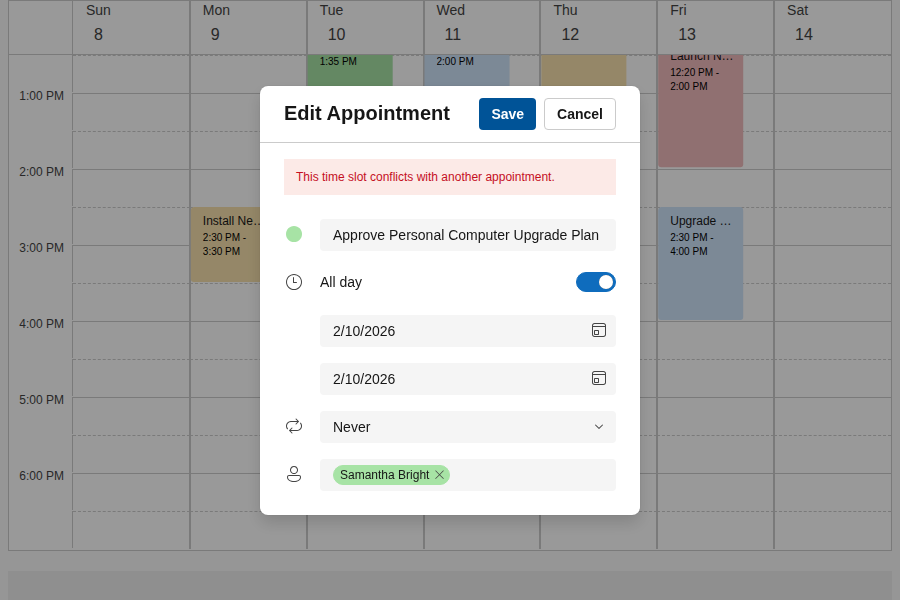 Sun Mon Tue Wed Thu Fri Sat
8 9 10 11 12 13 14
1:35 PM
2:00 PM
Launch N...
12:20 PM -
2:00 PM
1:00 PM
2:00 PM
3:00 PM
4:00 PM
5:00 PM
6:00 PM
Install Ne...
2:30 PM -
3:30 PM
Upgrade ...
2:30 PM -
4:00 PM
Edit Appointment
Save
Cancel
This time slot conflicts with another appointment.
Approve Personal Computer Upgrade Plan
All day
2/10/2026
2/10/2026
Never
Samantha Bright